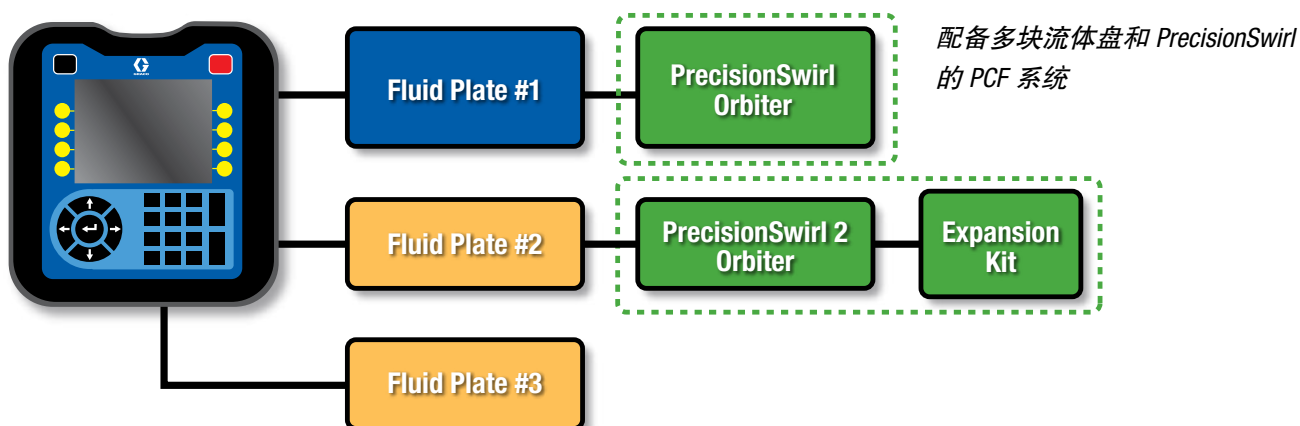 GRACO
Fluid Plate #1
PrecisionSwirl
Orbiter
配备多块流体盘和 PrecisionSwirl
的 PCF 系统
Fluid Plate #2
PrecisionSwirl 2
Orbiter
Expansion
Kit
Fluid Plate #3